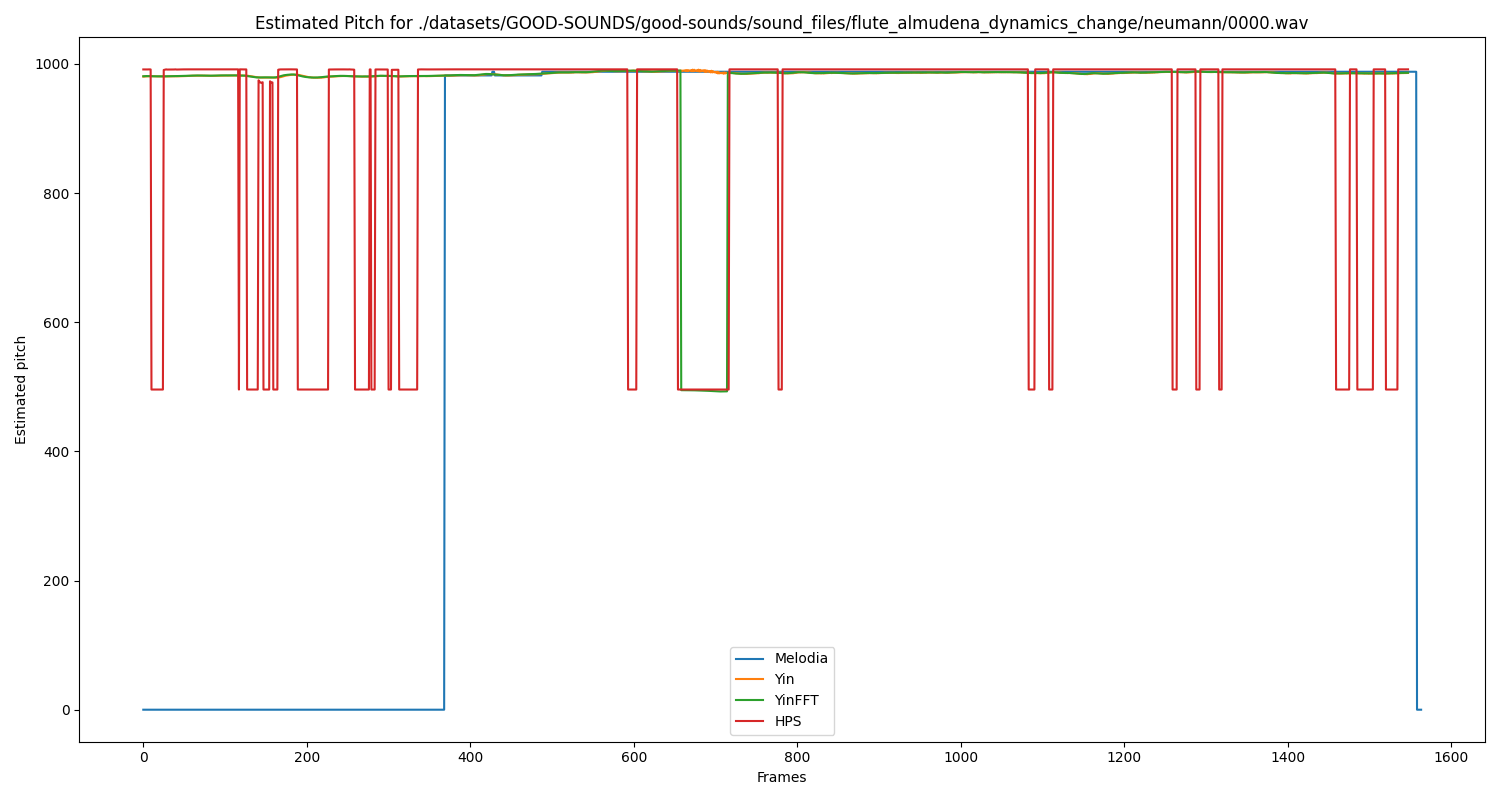 Estimated Pitch for ./datasets/GOOD-SOUNDS/good-sounds/sound_files/flute_almudena_dynamics_change/neumann/0000.wav
1000
800
600
400
200
0
Estimated pitch
Melodia
Yin
YinFFT
HPS
0 200 400 600 800 1000 1200 1400 1600
Frames